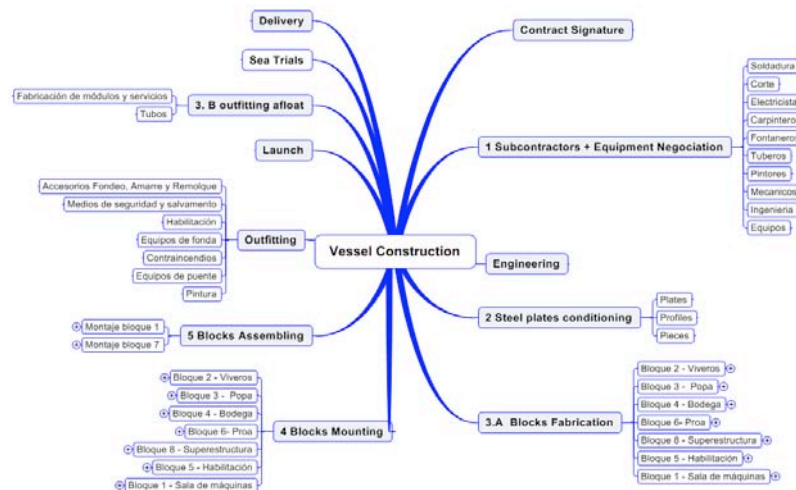 Vessel Construction
Contract Signature
1 Subcontractors + Equipment Negociation
Soldadura
Corte
Electricista
Carpintero
Fontaneros
Tuberos
Pintores
Mecanicos
Ingenieria
Equipos
Engineering
2 Steel plates conditioning
Plates
Profiles
Pieces
3.A Blocks Fabrication
Bloque 2 - Viveros
Bloque 3 - Popa
Bloque 4 - Bodega
Bloque 6- Proa
Bloque 8 - Superestructura
Bloque 5 - Habilitación
Bloque 1 - Sala de máquinas
4 Blocks Mounting
Bloque 2 - Viveros
Bloque 3 - Popa
Bloque 4 - Bodega
Bloque 6- Proa
Bloque 8 - Superestructura
Bloque 5 - Habilitación
Bloque 1 - Sala de máquinas
5 Blocks Assembling
Montaje bloque 1
Montaje bloque 7
Outfitting
Accesorios Fondeo, Amarre y Remolque
Medios de seguridad y salvamento
Habilitación
Equipos de fonda
Contraincendios
Equipos de puente
Pintura
Launch
3. B outfitting afloat
Fabricación de módulos y servicios
Tubos
Sea Trials
Delivery